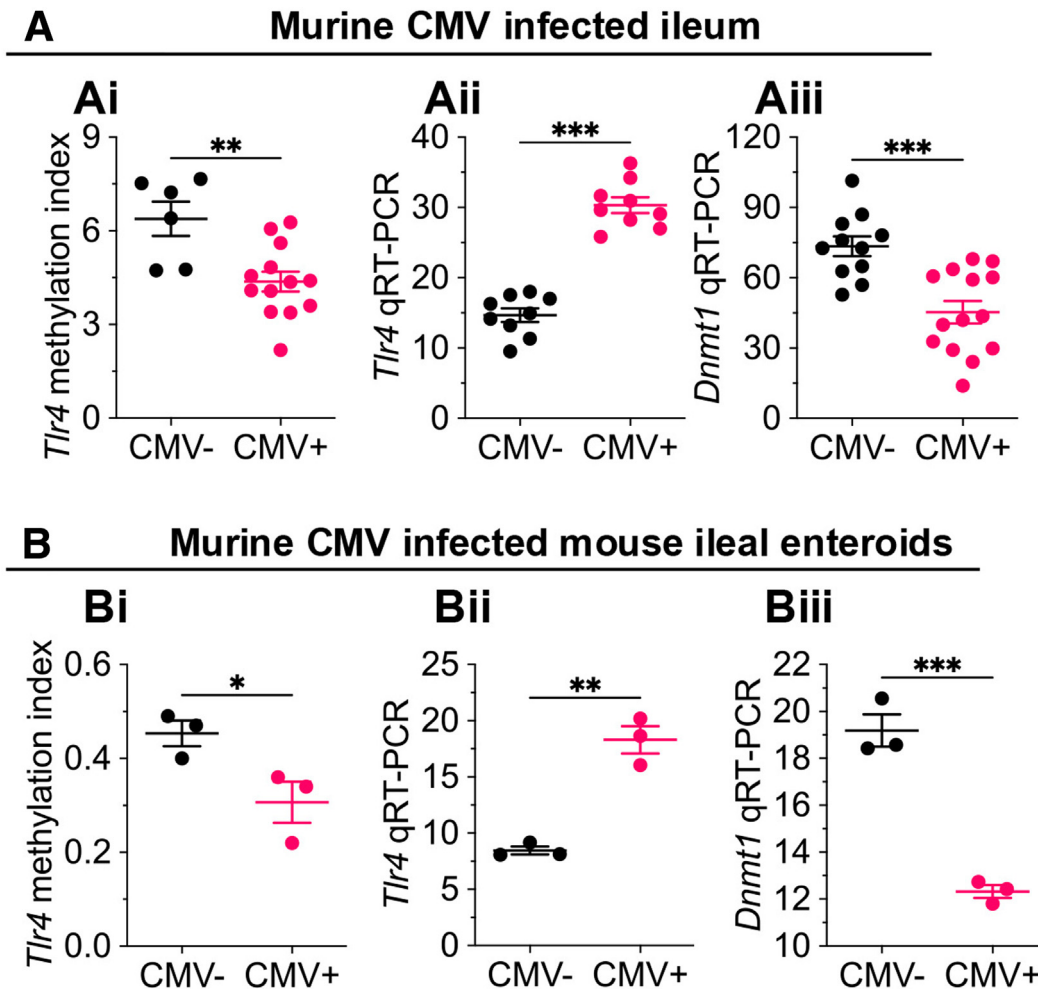 A
Murine CMV infected ileum
Ai
Aii
Aiii
Tlr4 methylation index
9
6
3
0
**
CMV-
CMV+
Tlr4 qRT-PCR
40
30
20
10
0
***
CMV-
CMV+
Dnmt1 qRT-PCR
120
90
60
30
0
***
CMV-
CMV+
B
Murine CMV infected mouse ileal enteroids
Bi
Bii
Biii
Tlr4 methylation index
0.6
0.4
0.2
0.0
*
CMV-
CMV+
Tlr4 qRT-PCR
25
20
15
10
5
0
**
CMV-
CMV+
Dnmt1 qRT-PCR
22
20
18
16
14
12
10
***
CMV-
CMV+